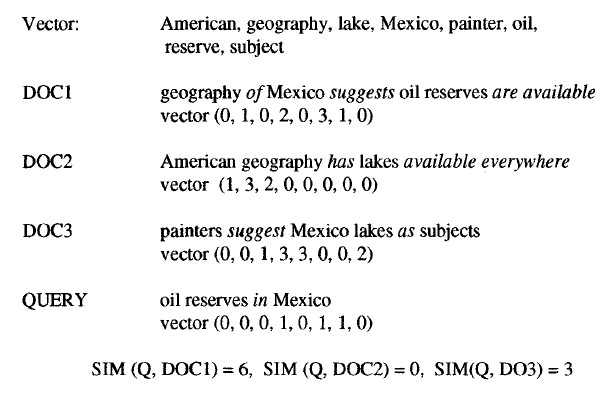 Vector: American, geography, lake, Mexico, painter, oil,
reserve, subject
DOC1 geography of Mexico suggests oil reserves are available
vector (0, 1, 0, 2, 0, 3, 1, 0)
DOC2 American geography has lakes available everywhere
vector (1, 3, 2, 0, 0, 0, 0, 0)
DOC3 painters suggest Mexico lakes as subjects
vector (0, 0, 1, 3, 3, 0, 0, 2)
QUERY oil reserves in Mexico
vector (0, 0, 0, 1, 0, 1, 1, 0)
SIM (Q, DOC1) = 6, SIM (Q, DOC2) = 0, SIM(Q, DO3) = 3